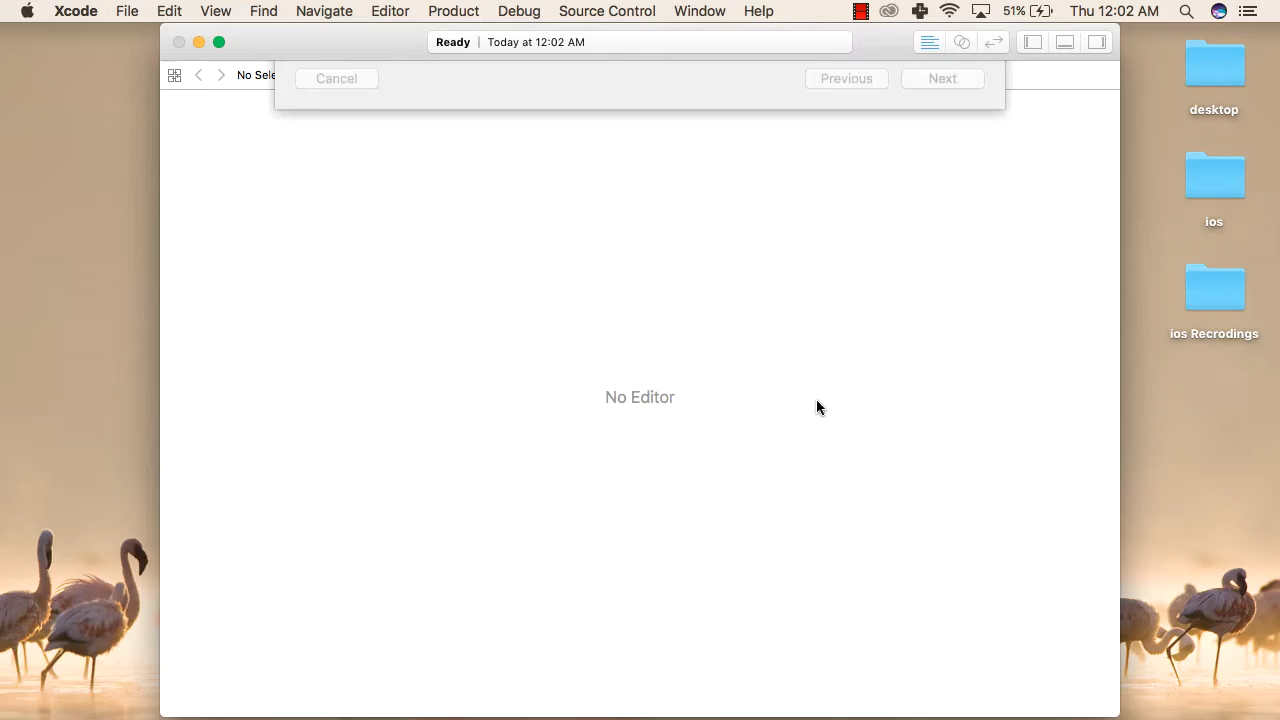 Xcode File Edit View Find Navigate Editor Product Debug Source Control Window Help 51% Thu 12:02 AM
Ready | Today at 12:02 AM
No Sele
Cancel Previous Next
desktop
ios
ios Recrodings
No Editor